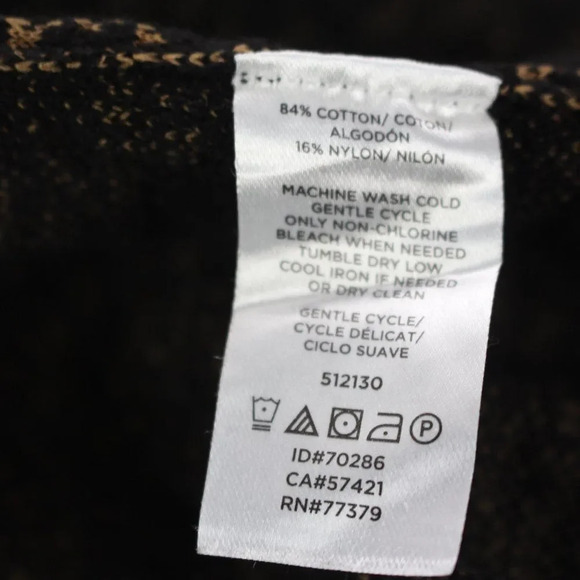 84% COTTON/ COTON/
ALGODÓN
16% NYLON/ NILÓN
MACHINE WASH COLD
GENTLE CYCLE
ONLY NON-CHLORINE
BLEACH WHEN NEEDED
TUMBLE DRY LOW
COOL IRON IF NEEDED
OR DRY CLEAN
GENTLE CYCLE/
CYCLE DÉLICAT/
CICLO SUAVE
512130
P
ID#70286
CA#57421
RN#77379